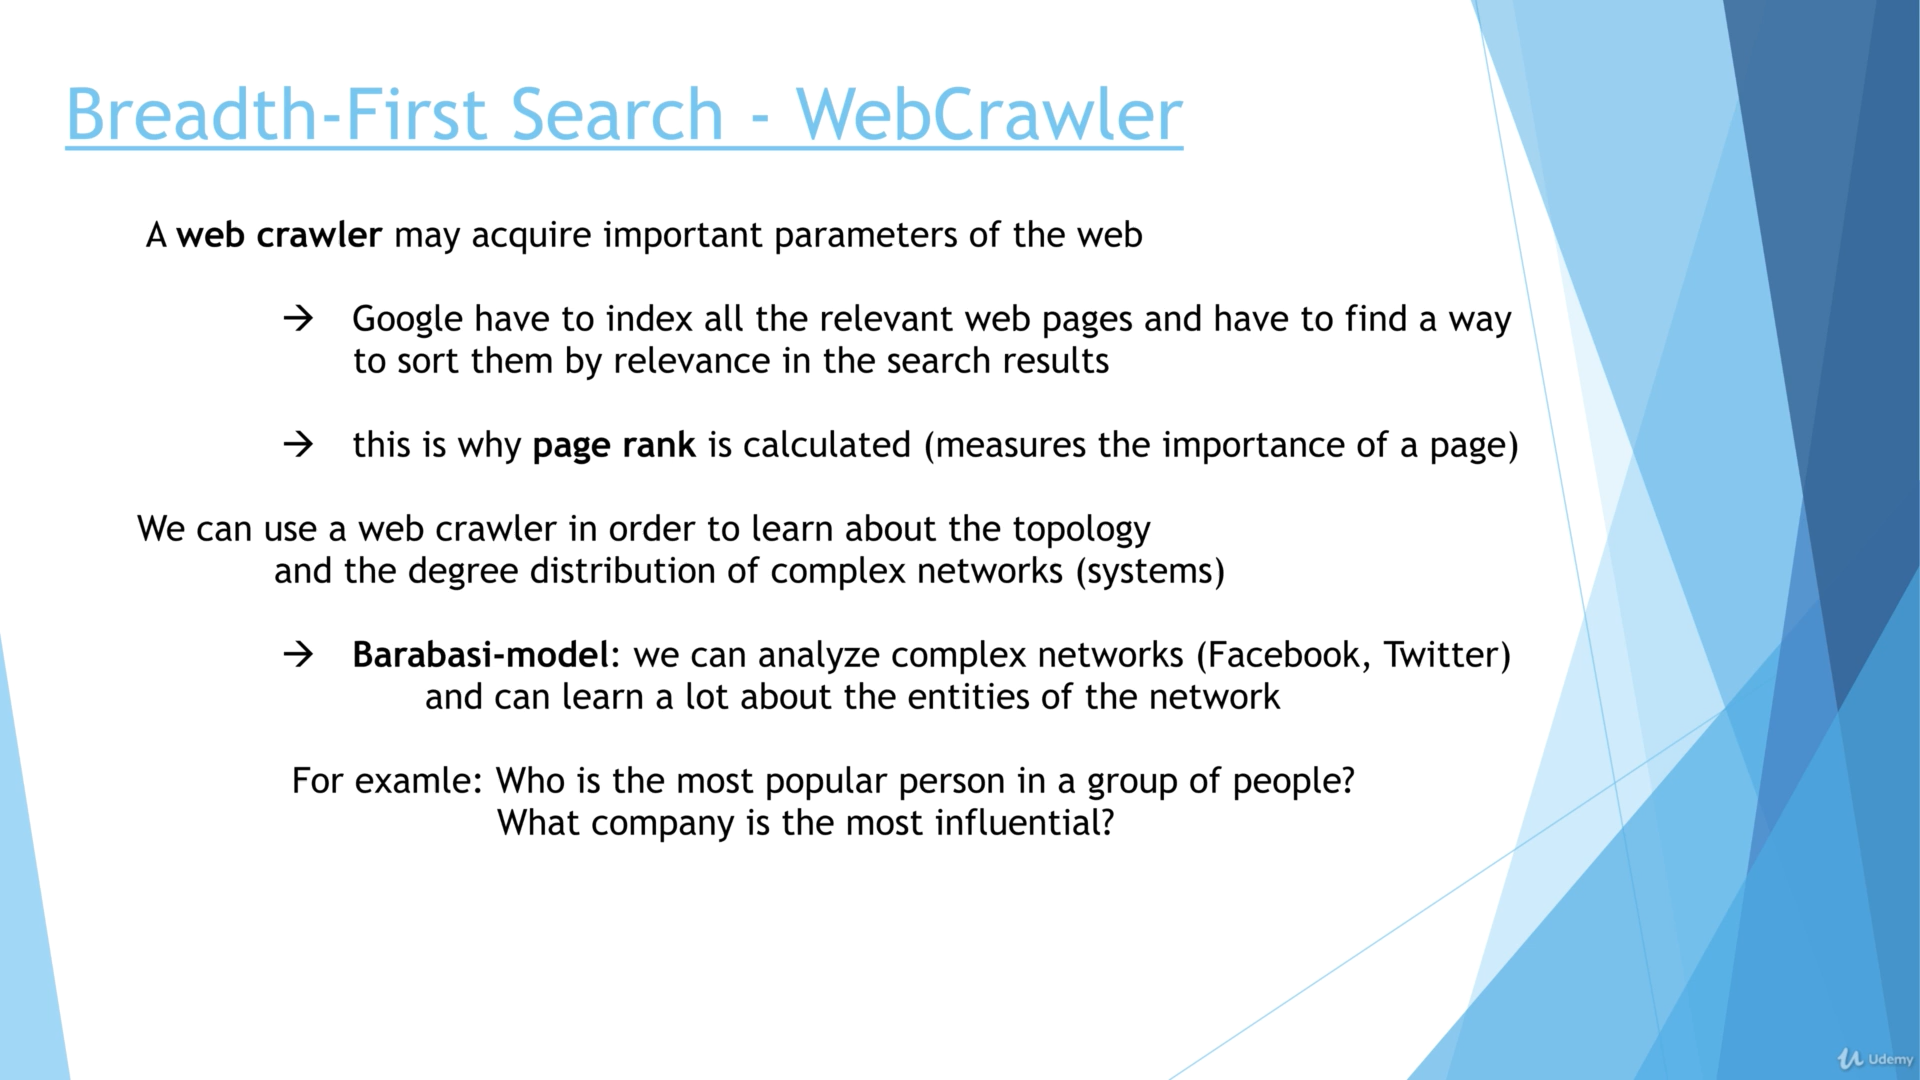 Breadth-First Search - WebCrawler
A web crawler may acquire important parameters of the web
→ Google have to index all the relevant web pages and have to find a way
to sort them by relevance in the search results
→ this is why page rank is calculated (measures the importance of a page)
We can use a web crawler in order to learn about the topology
and the degree distribution of complex networks (systems)
→ Barabasi-model: we can analyze complex networks (Facebook, Twitter)
and can learn a lot about the entities of the network
For examle: Who is the most popular person in a group of people?
What company is the most influential?
Udemy